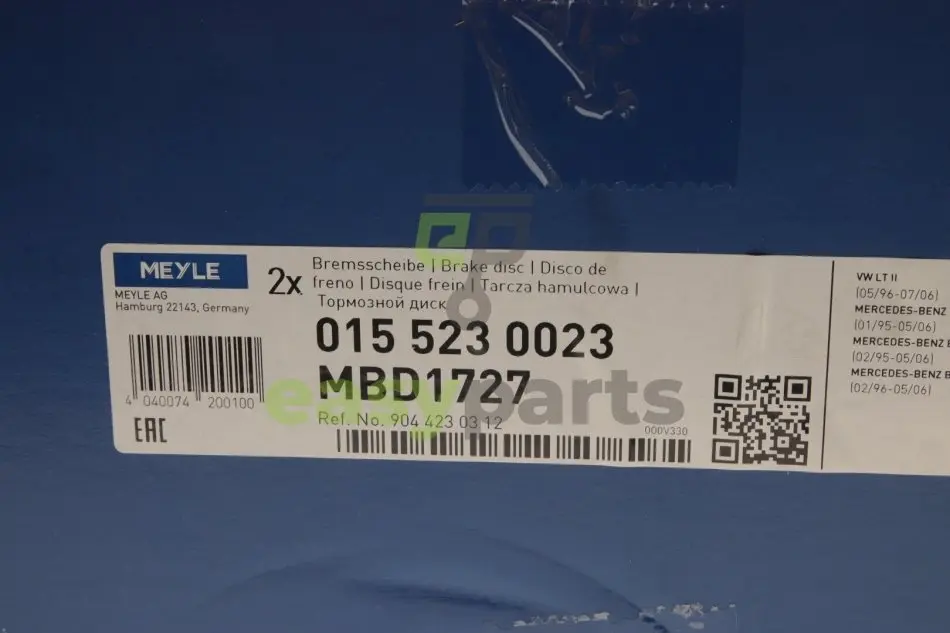 MEYLE
MEYLE AG
Hamburg 22143, Germany
4 040074 200100
EAC
2x
Bremsscheibe | Brake disc | Disco de
freno | Disque frein | Tarcza hamulcowa |
Тормозной диск
015 523 0023
MBD1727
Ref. No. 904 423 03 12
00DV330
easyparts
VW LT II
(05/96-07/06)
MERCEDES-BENZ
(01/95-05/06)
MERCEDES-BENZ
(02/95-05/06)
MERCEDES-BENZ
(02/96-05/06)